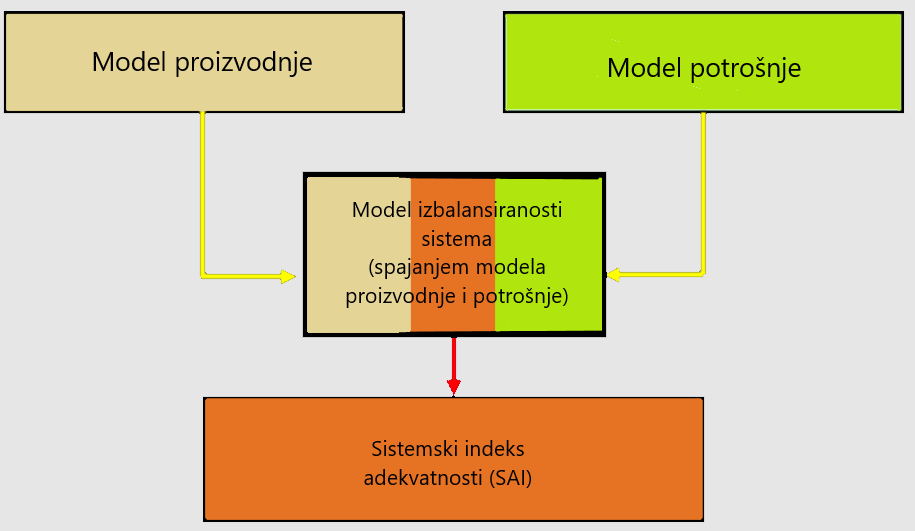 Model proizvodnje
Model potrošnje
Model izbalansiranosti
sistema
(spajanjem modela
proizvodnje i potrošnje)
Sistemski indeks
adekvatnosti (SAI)